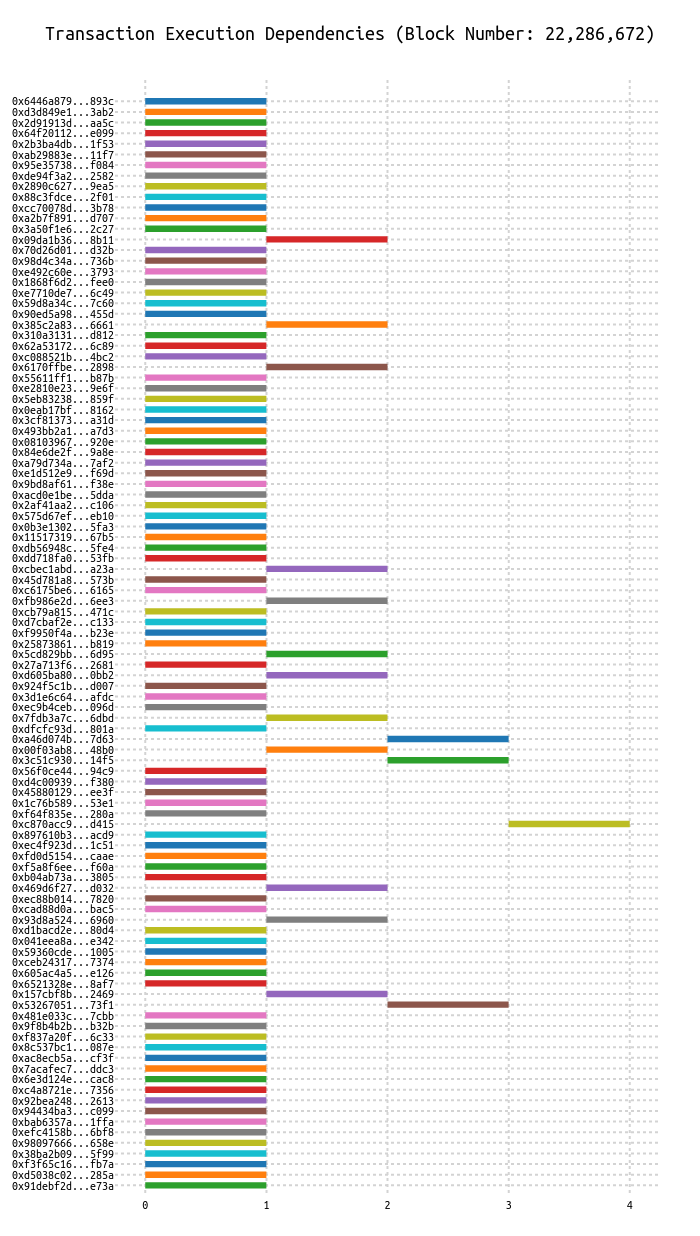 Transaction Execution Dependencies (Block Number: 22,286,672)
0x6446a879...893c
0xd3d849e1...3ab2
0x2d91913d...aa5c
0x64f20112...e099
0x2b3ba4db...1f53
0xab29883e...11f7
0x95e35738...f084
0xde94f3a2...2582
0x2890c627...9ea5
0x88c3fdce...2f01
0xcc70078d...3b78
0xa2b7f891...d707
0x3a50f1e6...2c27
0x09da1b36...8b11
0x70d26d01...d32b
0x98d4c34a...736b
0xe492c60e...3793
0x1868f6d2...fee0
0xe7710de7...6c49
0x59d8a34c...7c60
0x90ed5a98...455d
0x385c2a83...6661
0x310a3131...d812
0x62a53172...6c89
0xc088521b...4bc2
0x6170ffbe...2898
0x55611ff1...b87b
0xe2810e23...9e6f
0x5eb83238...859f
0x0eab17bf...8162
0x3cf81373...a31d
0x493bb2a1...a7d3
0x08103967...920e
0x84e6de2f...9a8e
0xa79d734a...7af2
0xe1d512e9...f69d
0x9bd8af61...f38e
0xacd0e1be...5dda
0x2af41aa2...c106
0x575d67ef...eb10
0x0b3e1302...5fa3
0x11517319...67b5
0xdb56948c...5fe4
0xdd718fa0...53fb
0xcbec1abd...a23a
0x45d781a8...573b
0xc6175be6...6165
0xfb986e2d...6ee3
0xcb79a815...471c
0xd7cbaf2e...c133
0xf9950f4a...b23e
0x25873861...b819
0x5cd829bb...6d95
0x27a713f6...2681
0xd605ba80...0bb2
0x924f5c1b...d007
0x3d1e6c64...afdc
0xec9b4ceb...096d
0x7fdb3a7c...6dbd
0xdfcfc93d...801a
0xa46d074b...7d63
0x00f03ab8...48b0
0x3c51c930...14f5
0x56f0ce44...94c9
0xd4c00939...f380
0x45880129...ee3f
0x1c76b589...53e1
0xf64f835e...280a
0xc870acc9...d415
0x897610b3...acd9
0xec4f923d...1c51
0xfd0d5154...caae
0xf5a8f6ee...f60a
0xb04ab73a...3805
0x469d6f27...d032
0xec88b014...7820
0xcad88d0a...bac5
0x93d8a524...6960
0xd1bacd2e...80d4
0x041eea8a...e342
0x59360cde...1005
0xceb24317...7374
0x605ac4a5...e126
0x6521328e...8af7
0x157cbf8b...2469
0x53267051...73f1
0x481e033c...7cbb
0x9f8b4b2b...b32b
0xf837a20f...6c33
0x8c537bc1...087e
0xac8ecb5a...cf3f
0x7acafec7...ddc3
0x6e3d124e...cac8
0xc4a8721e...7356
0x92bea248...2613
0x94434ba3...c099
0xbab6357a...1ffa
0xefc4158b...6bf8
0x98097666...658e
0x38ba2b09...5f99
0xf3f65c16...fb7a
0xd5038c02...285a
0x91debf2d...e73a
0 1 2 3 4